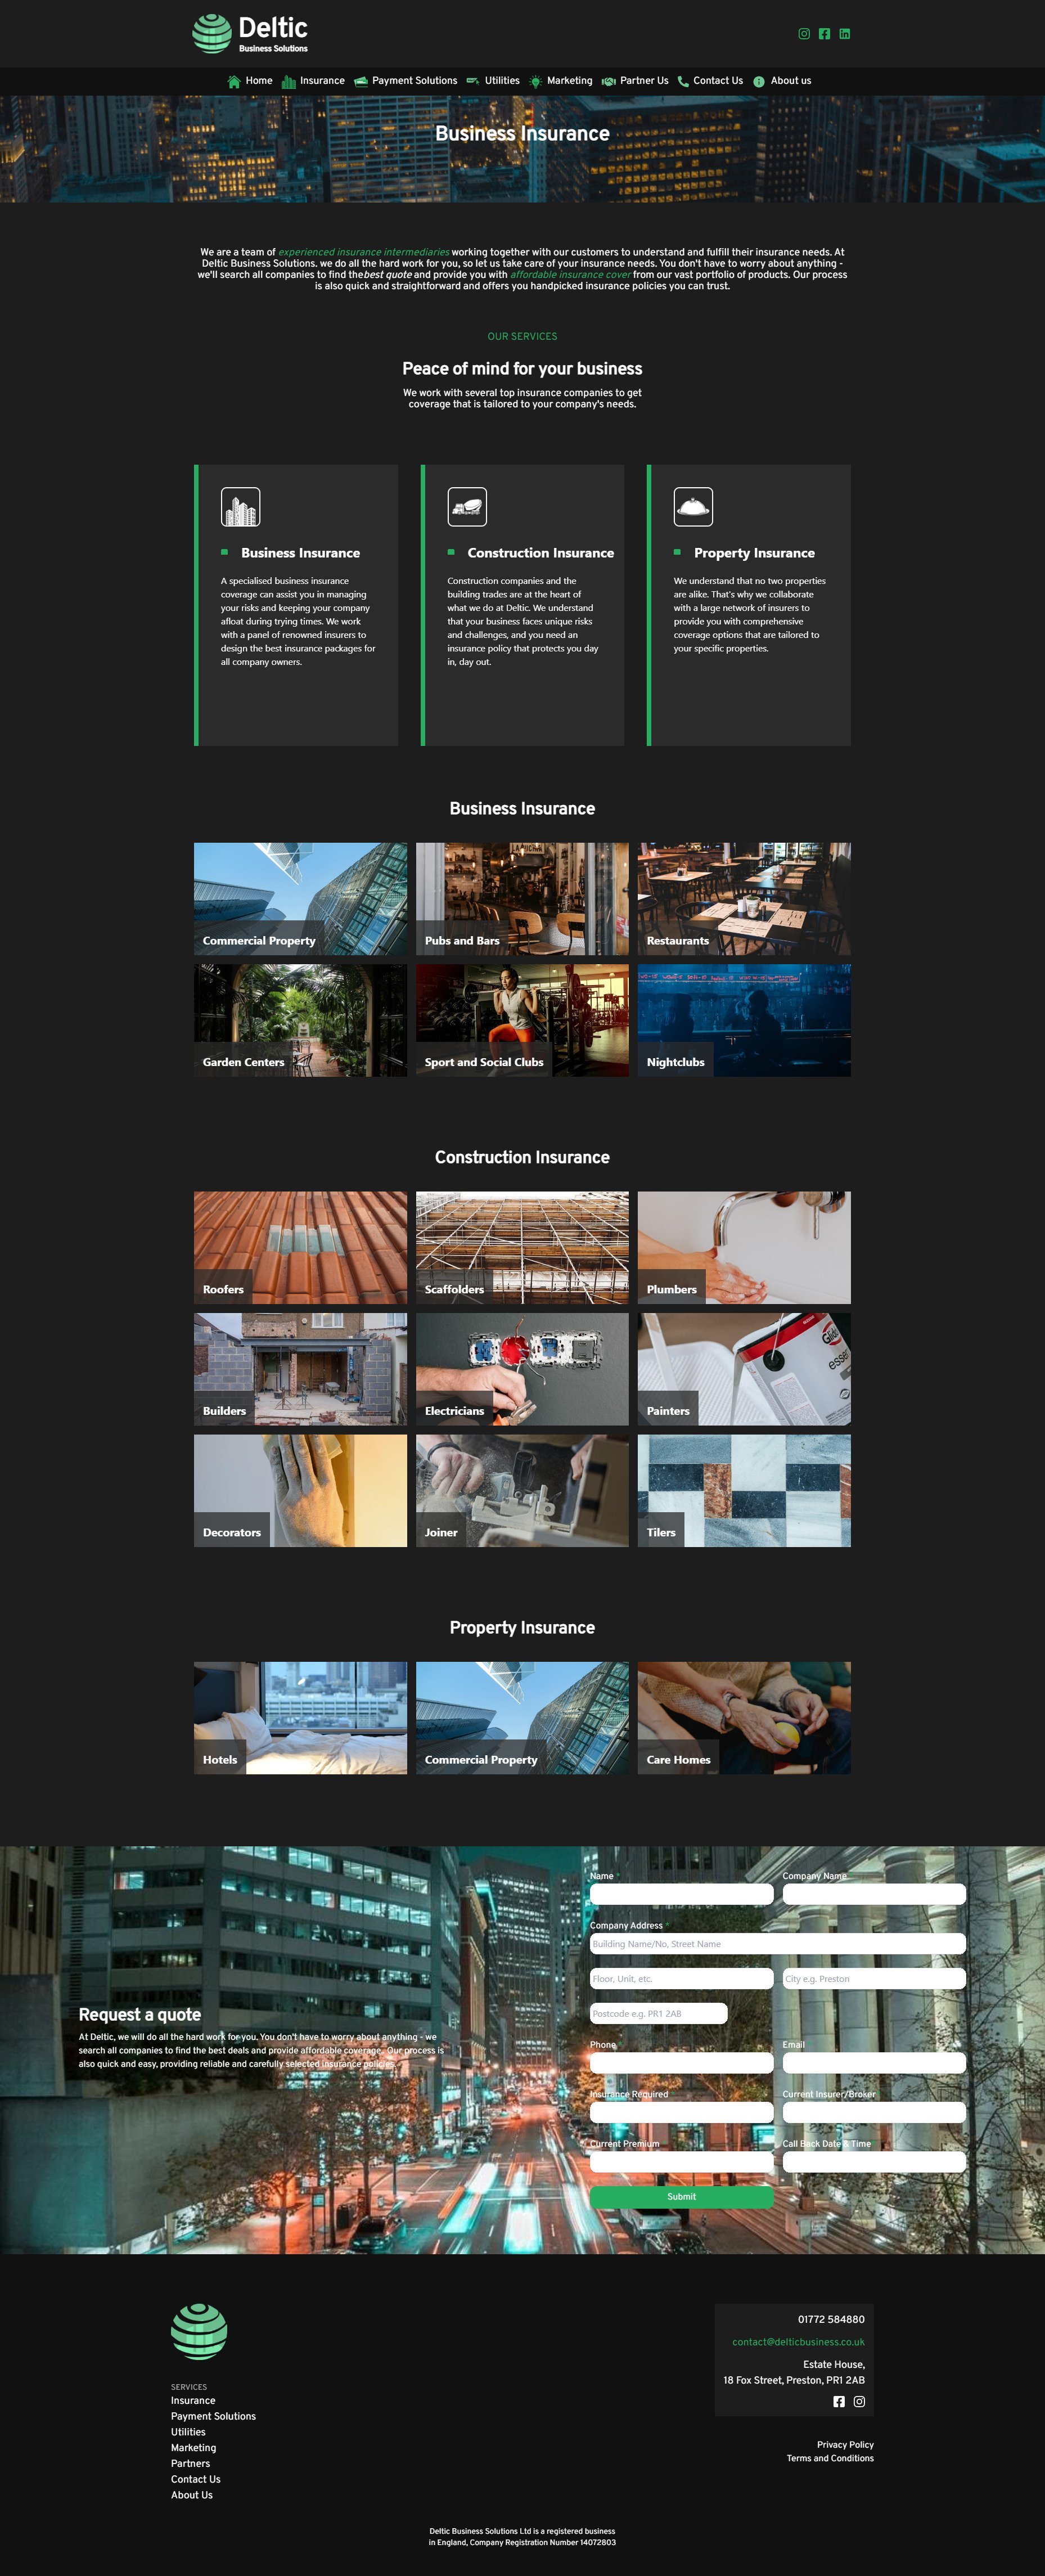 Deltic
Business Solutions
Home Insurance Payment Solutions Utilities Marketing Partner Us Contact Us About us
Business Insurance
We are a team of experienced insurance intermediaries working together with our customers to understand and fulfill their insurance needs. At
Deltic Business Solutions. we do all the hard work for you, so let us take care of your insurance needs. You don't have to worry about anything -
we'll search all companies to find the best quote and provide you with affordable insurance cover from our vast portfolio of products. Our process
is also quick and straightforward and offers you handpicked insurance policies you can trust.
OUR SERVICES
Peace of mind for your business
We work with several top insurance companies to get
coverage that is tailored to your company's needs.
Business Insurance
A specialised business insurance
coverage can assist you in managing
your risks and keeping your company
afloat during trying times. We work
with a panel of renowned insurers to
design the best insurance packages for
all company owners.
Construction Insurance
Construction companies and the
building trades are at the heart of
what we do at Deltic. We understand
that your business faces unique risks
and challenges, and you need an
insurance policy that protects you day
in, day out.
Property Insurance
We understand that no two properties
are alike. That's why we collaborate
with a large network of insurers to
provide you with comprehensive
coverage options that are tailored to
your specific properties.
Business Insurance
Commercial Property
Pubs and Bars
Restaurants
Garden Centers
Sport and Social Clubs
Nightclubs
Construction Insurance
Roofers
Scaffolders
Plumbers
Builders
Electricians
Painters
Decorators
Joiner
Tilers
Property Insurance
Hotels
Commercial Property
Care Homes
Request a quote
At Deltic, we will do all the hard work for you. You don't have to worry about anything - we
search all companies to find the best deals and provide affordable coverage. Our process is
also quick and easy, providing reliable and carefully selected insurance policies.
Name
Company Name
Company Address
Building Name/No, Street Name
Floor, Unit, etc.
City e.g. Preston
Postcode e.g. PR1 2AB
Phone
Email
Insurance Required
Current Insurer/Broker
Current Premium
Call Back Date & Time
Submit
SERVICES
Insurance
Payment Solutions
Utilities
Marketing
Partners
Contact Us
About Us
01772 584880
contact@delticbusiness.co.uk
Estate House,
18 Fox Street, Preston, PR1 2AB
Privacy Policy
Terms and Conditions
Deltic Business Solutions Ltd is a registered business
in England, Company Registration Number 14072803